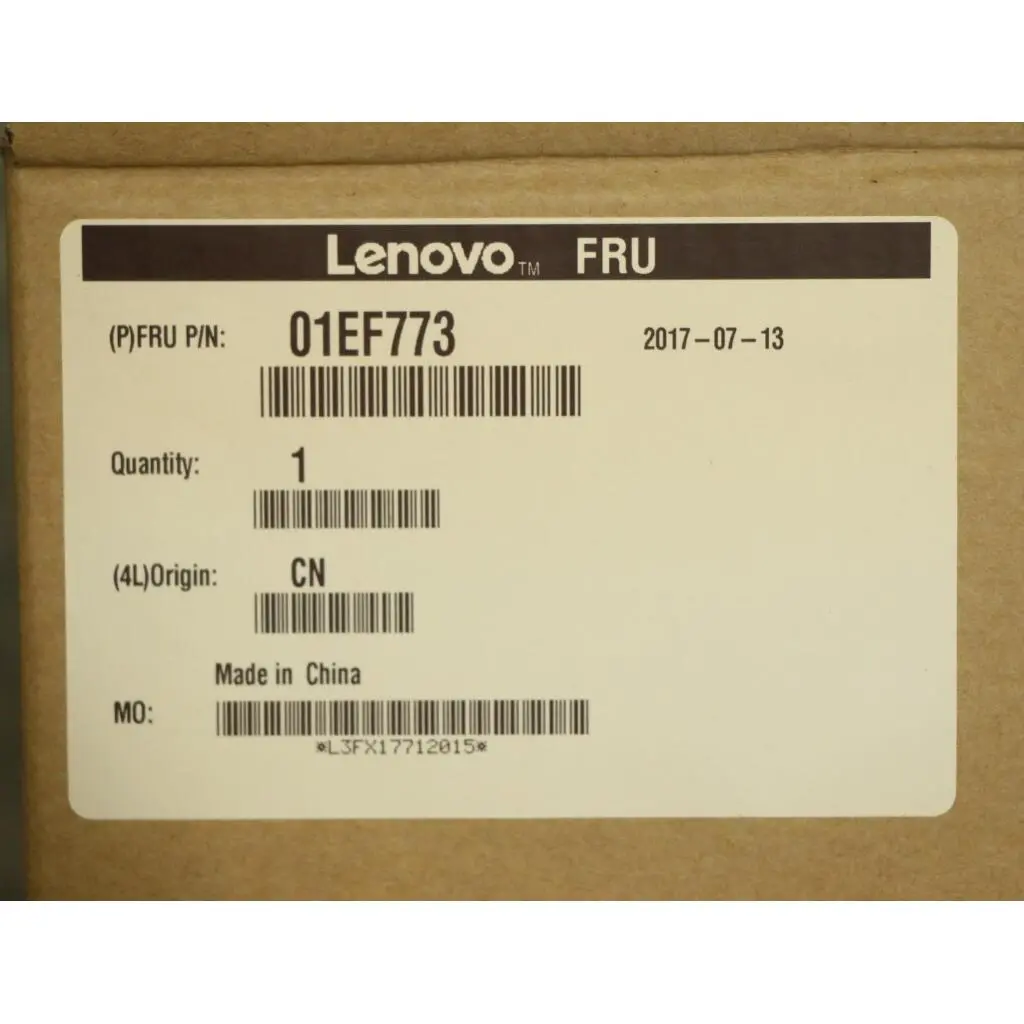 Lenovo™ FRU
(P)FRU P/N: 01EF773 2017-07-13
Quantity: 1
(4L)Origin: CN
Made in China
MO:
*L3FX17712015*